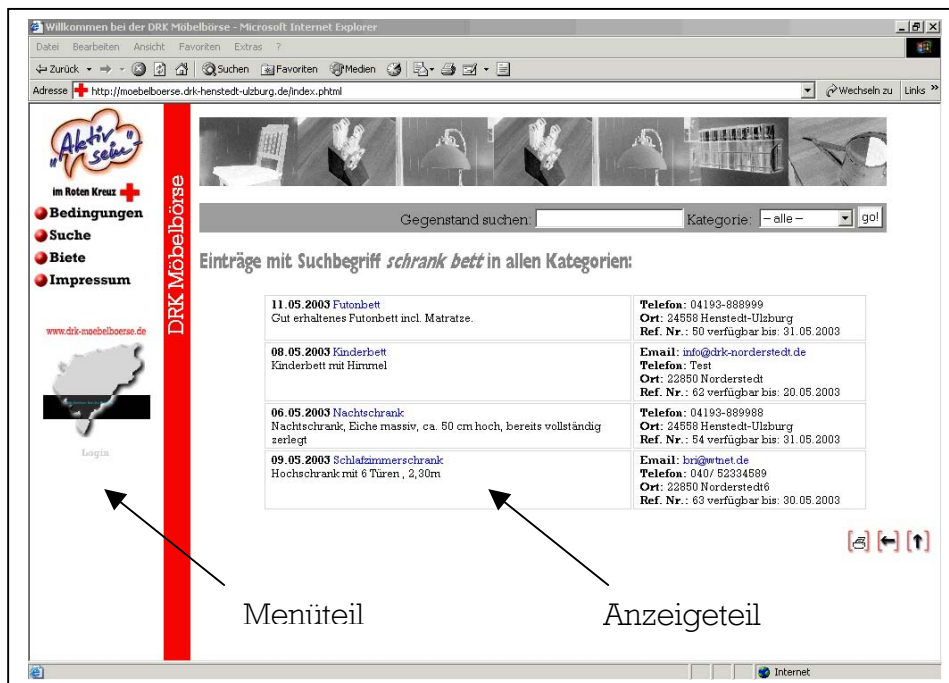 Willkommen bei der DRK Möbelbörse - Microsoft Internet Explorer
Datei Bearbeiten Ansicht Favoriten Extras ?
Zurück Suchen Favoriten Medien
Adresse http://moebelboerse.drk-henstedt-ulzburg.de/index.phtml Wechseln zu Links »
"Aktiv sein"
im Roten Kreuz
Bedingungen
Suche
Biete
Impressum
www.drk-moebelboerse.de
Login
DRK Möbelbörse
Gegenstand suchen: Kategorie: – alle – go!
Einträge mit Suchbegriff schrank bett in allen Kategorien:
11.05.2003 Futonbett
Gut erhaltenes Futonbett incl. Matratze.
Telefon: 04193-888999
Ort: 24558 Henstedt-Ulzburg
Ref. Nr.: 50 verfügbar bis: 31.05.2003
08.05.2003 Kinderbett
Kinderbett mit Himmel
Email: info@drk-norderstedt.de
Telefon: Test
Ort: 22850 Norderstedt
Ref. Nr.: 62 verfügbar bis: 20.05.2003
06.05.2003 Nachtschrank
Nachtschrank, Eiche massiv, ca. 50 cm hoch, bereits vollständig
zerlegt
Telefon: 04193-889988
Ort: 24558 Henstedt-Ulzburg
Ref. Nr.: 54 verfügbar bis: 31.05.2003
09.05.2003 Schlafzimmerschrank
Hochschrank mit 6 Türen , 2,30m
Email: bri@wtnet.de
Telefon: 040/ 52334589
Ort: 22850 Norderstedt6
Ref. Nr.: 63 verfügbar bis: 30.05.2003
Menüteil
Anzeigeteil
Internet